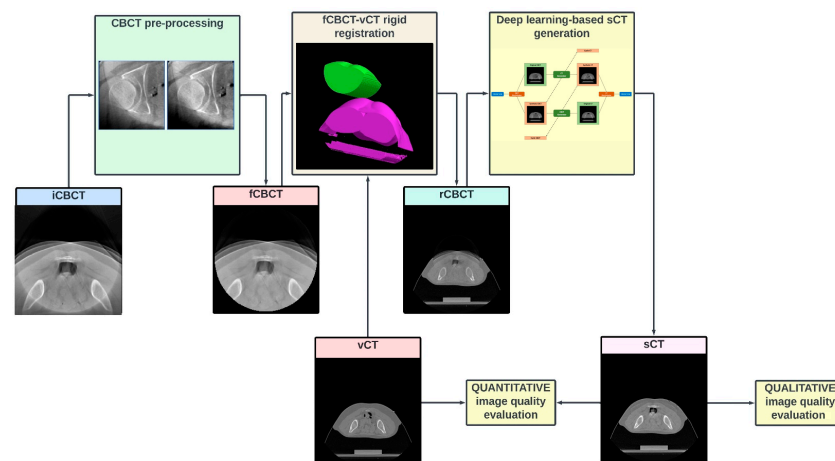 CBCT pre-processing
fCBCT-vCT rigid
registration
Deep learning-based sCT
generation
iCBCT
fCBCT
rCBCT
vCT
sCT
QUANTITATIVE
image quality
evaluation
QUALITATIVE
image quality
evaluation